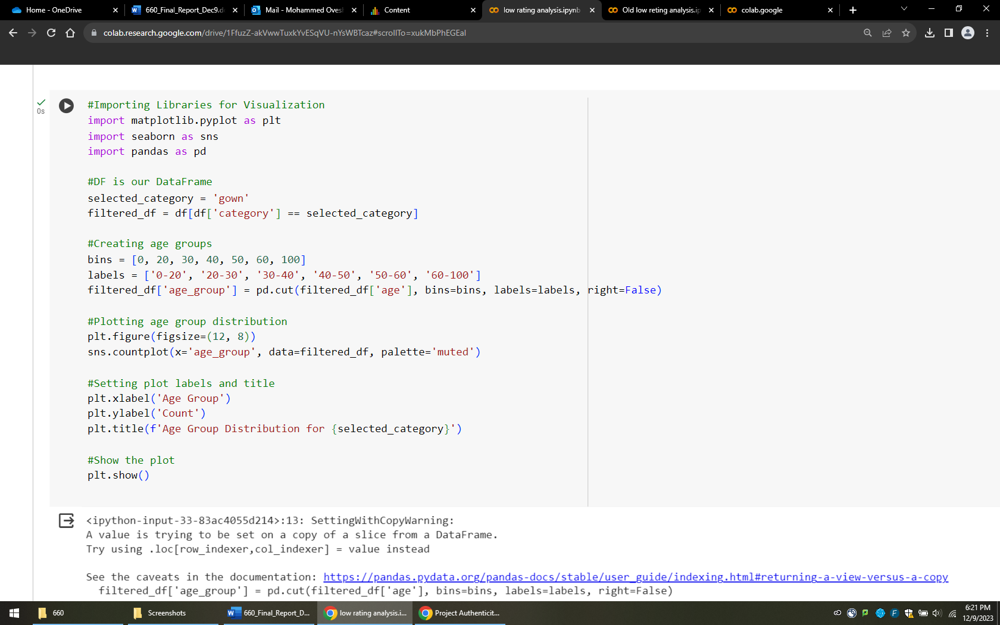 Home - OneDrive
660_Final_Report_Dec9.d
Mail - Mohammed Oves
Content
low rating analysis.ipynb
Old low reting analysis.ip
colab.google
colab.research.google.com/drive/1FfuzZ-akVwwTuxkYvESqVU-nYsWBTcaz#scrollTo=xukMbPhEGEal
0s
#Importing Libraries for Visualization
import matplotlib.pyplot as plt
import seaborn as sns
import pandas as pd
#DF is our DataFrame
selected_category = 'gown'
filtered_df = df[df['category'] == selected_category]
#Creating age groups
bins = [0, 20, 30, 40, 50, 60, 100]
labels = ['0-20', '20-30', '30-40', '40-50', '50-60', '60-100']
filtered_df['age_group'] = pd.cut(filtered_df['age'], bins=bins, labels=labels, right=False)
#Plotting age group distribution
plt.figure(figsize=(12, 8))
sns.countplot(x='age_group', data=filtered_df, palette='muted')
#Setting plot labels and title
plt.xlabel('Age Group')
plt.ylabel('Count')
plt.title(f'Age Group Distribution for {selected_category}')
#Show the plot
plt.show()
<ipython-input-33-83ac4055d214>:13: SettingWithCopyWarning:
A value is trying to be set on a copy of a slice from a DataFrame.
Try using .loc[row_indexer,col_indexer] = value instead
See the caveats in the documentation: https://pandas.pydata.org/pandas-docs/stable/user_guide/indexing.html#returning-a-view-versus-a-copy
filtered_df['age_group'] = pd.cut(filtered_df['age'], bins=bins, labels=labels, right=False)
660
Screenshots
660_Final_Report_D...
low rating analysis.i...
Project Authenticit...
6:21 PM
12/9/2023